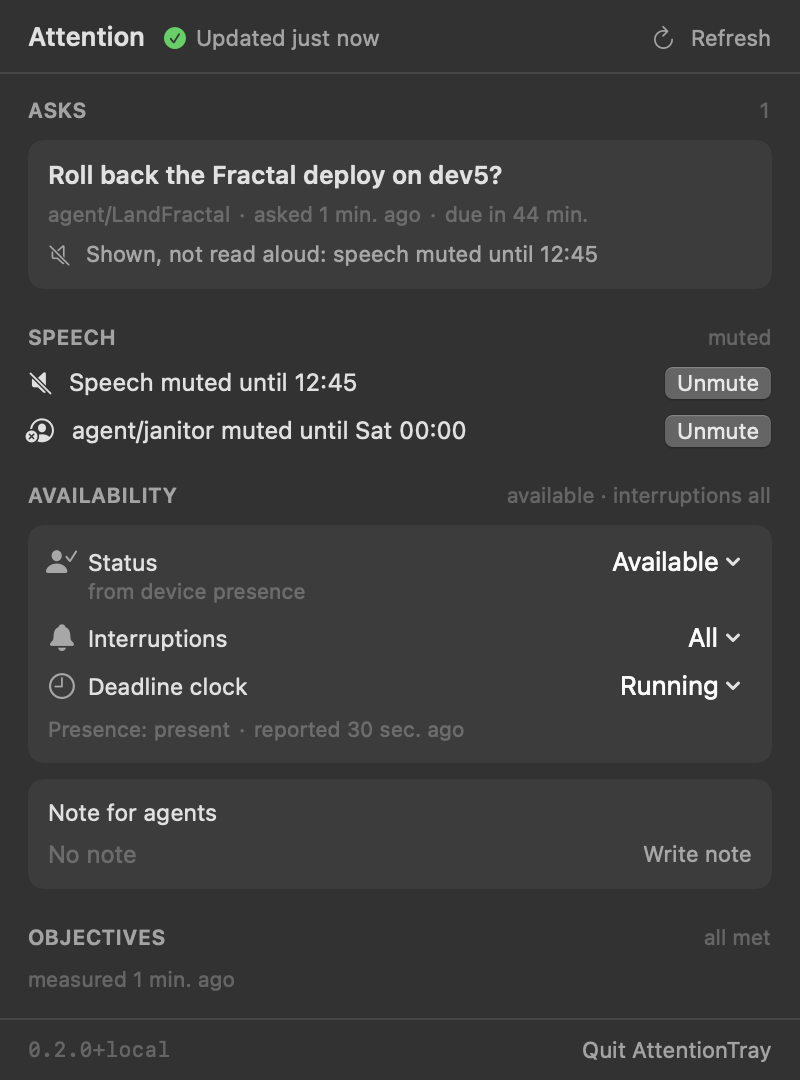 Attention Updated just now Refresh
ASKS 1
Roll back the Fractal deploy on dev5?
agent/LandFractal · asked 1 min. ago · due in 44 min.
Shown, not read aloud: speech muted until 12:45
SPEECH muted
Speech muted until 12:45 Unmute
agent/janitor muted until Sat 00:00 Unmute
AVAILABILITY available · interruptions all
Status Available
from device presence
Interruptions All
Deadline clock Running
Presence: present · reported 30 sec. ago
Note for agents
No note Write note
OBJECTIVES all met
measured 1 min. ago
0.2.0+local Quit AttentionTray